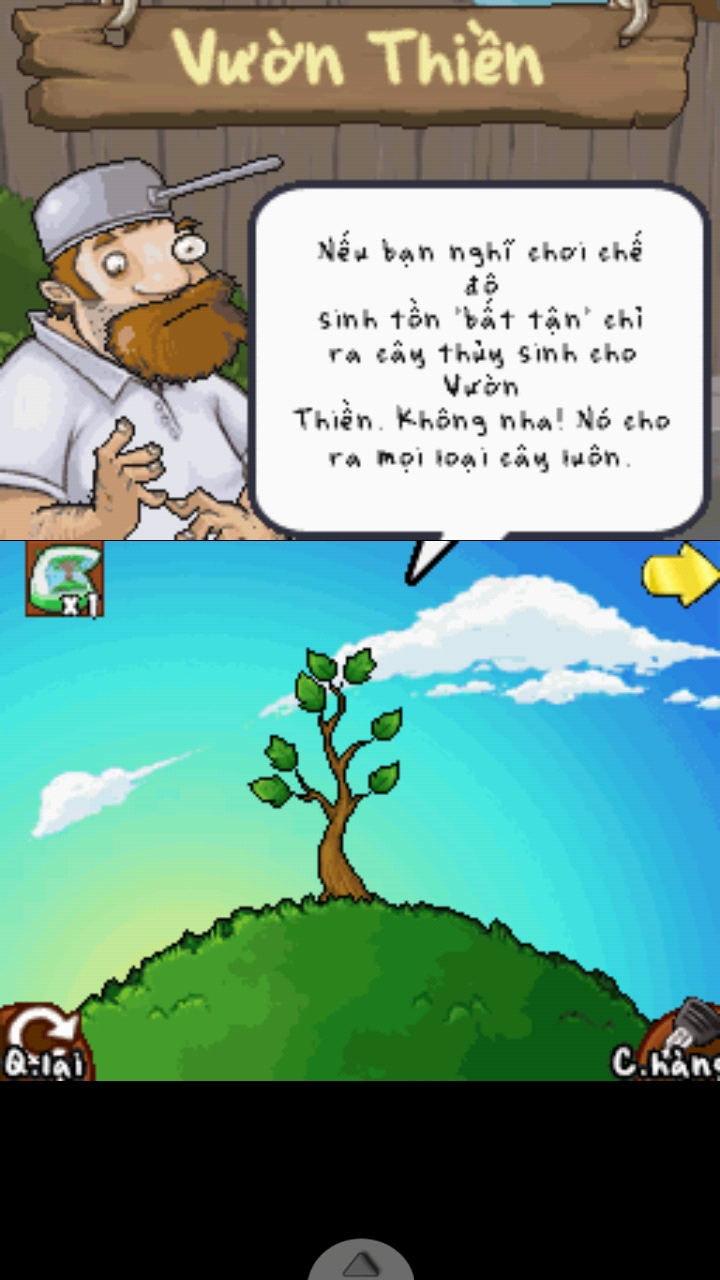 Vườn Thiền
Nếu bạn nghĩ chơi chế
độ
sinh tồn 'bất tận' chỉ
ra cây thủy sinh cho
Vườn
Thiền. Không nha! Nó cho
ra mọi loại cây luôn.
x1
Q.lại
C.hàng